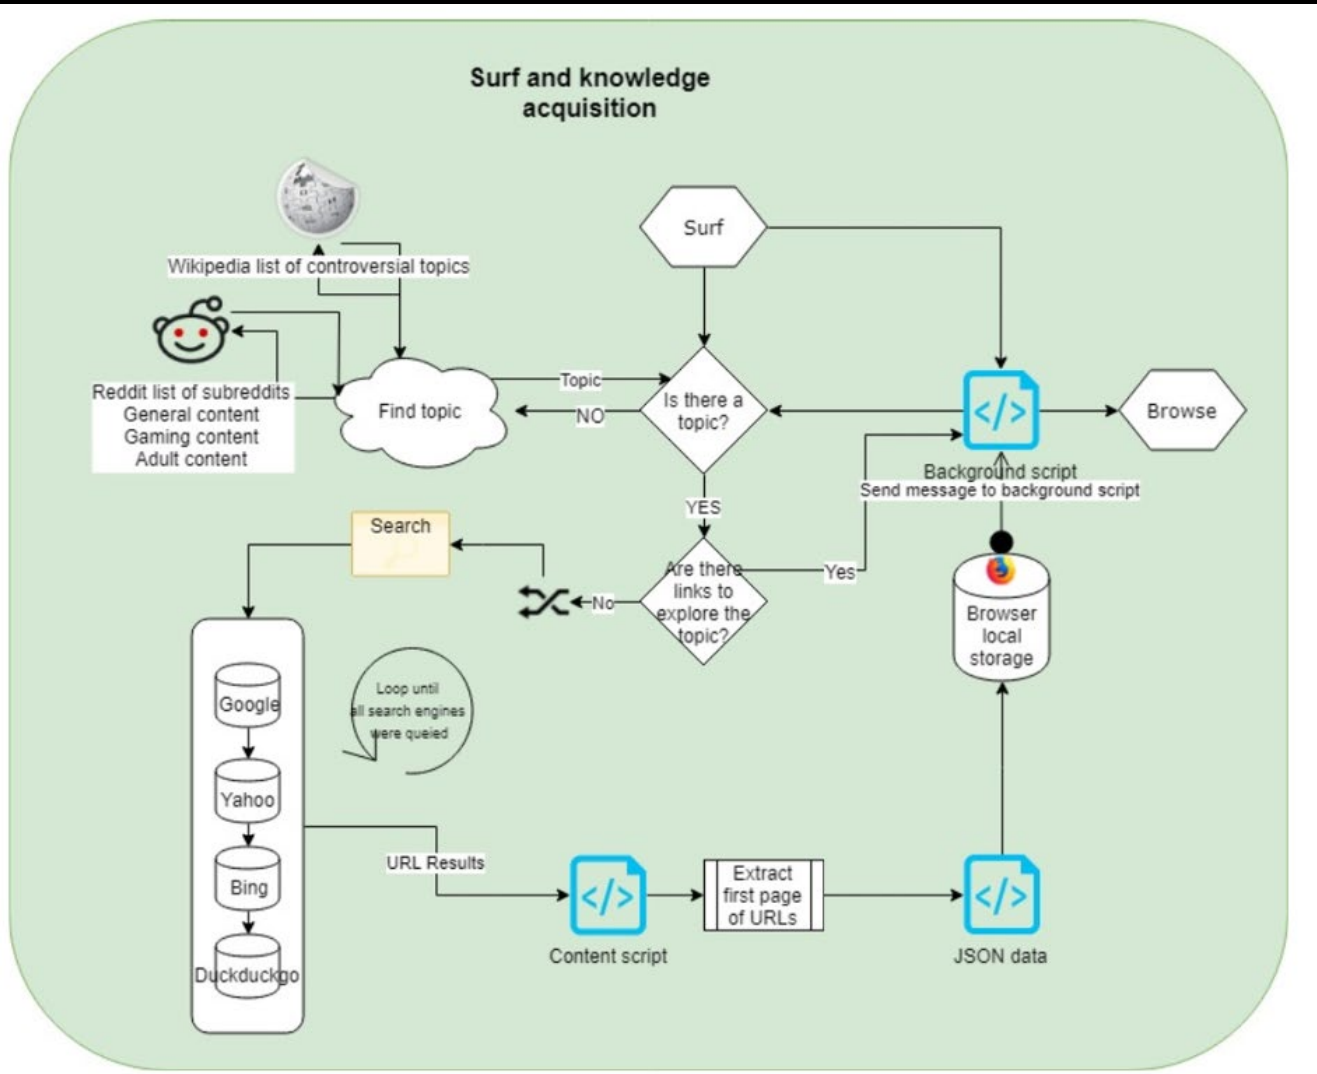 Surf and knowledge
acquisition
Surf
Wikipedia list of controversial topics
Reddit list of subreddits
General content
Gaming content
Adult content
Find topic
Topic
NO
Is there a
topic?
Browse
Background script
Send message to background script
YES
Search
Are there
links to
explore the
topic?
Yes
No
Browser
local
storage
Google
Yahoo
Bing
Duckduckgo
Loop until
all search engines
were queied
URL Results
Content script
Extract
first page
of URLs
JSON data